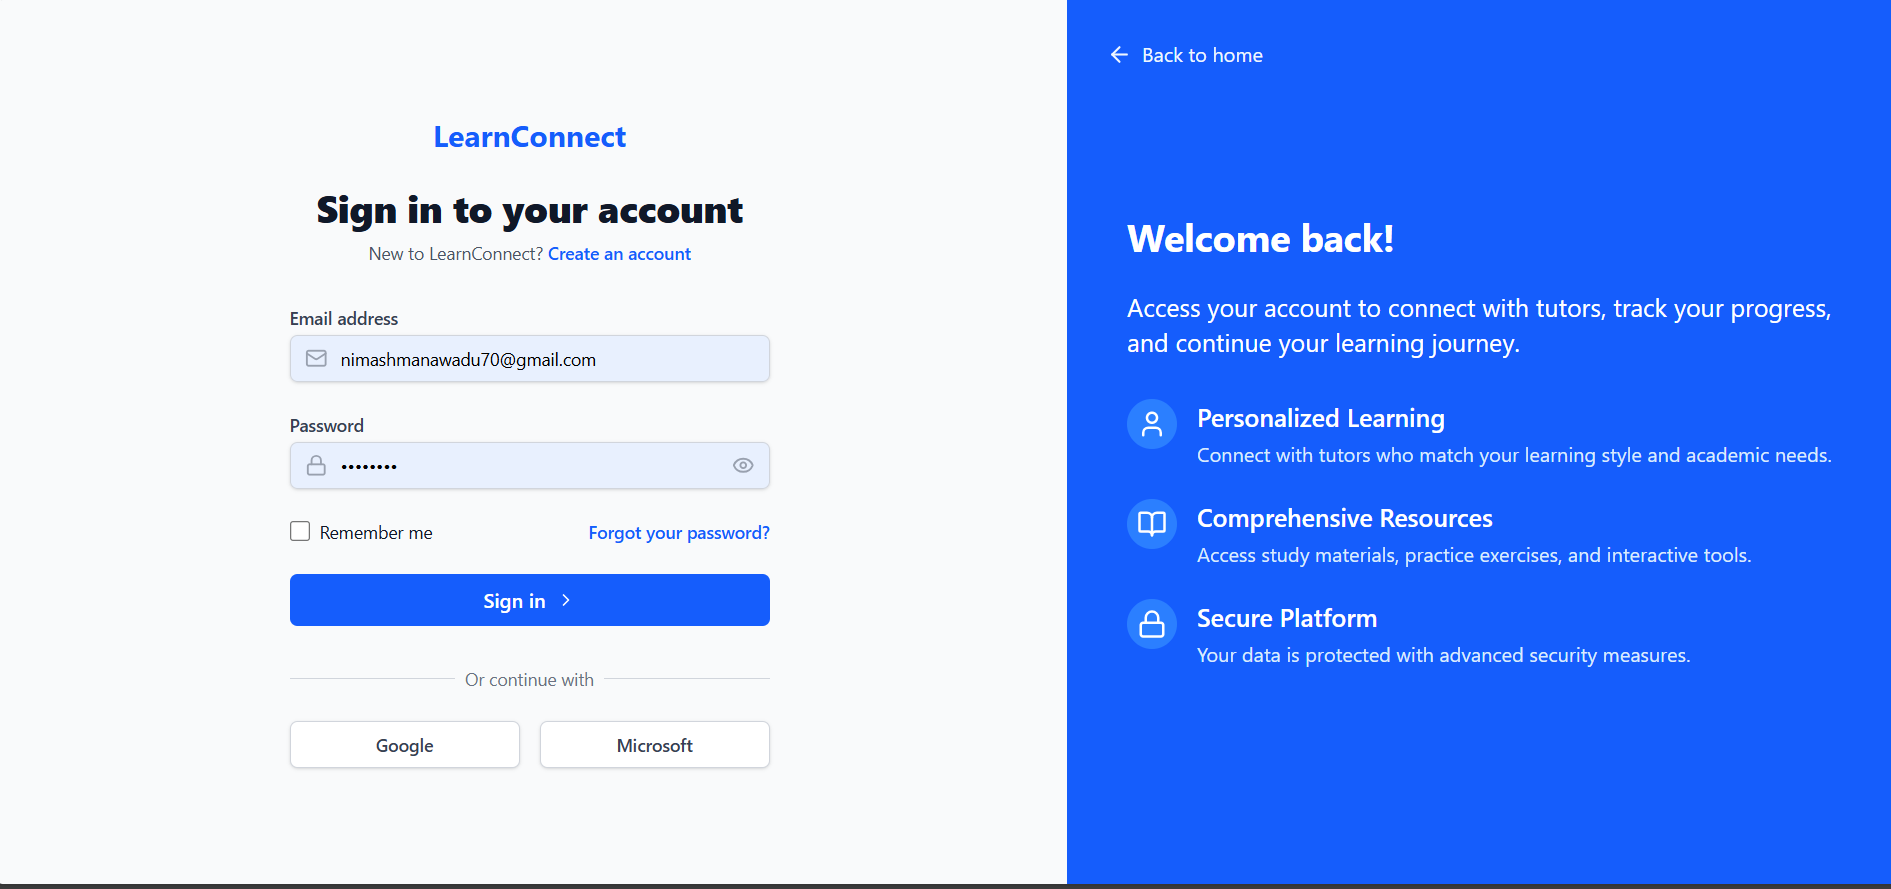 LearnConnect
Sign in to your account
New to LearnConnect? Create an account
Email address
nimashmanawadu70@gmail.com
Password
••••••••
Remember me
Forgot your password?
Sign in
Or continue with
Google
Microsoft
Back to home
Welcome back!
Access your account to connect with tutors, track your progress,
and continue your learning journey.
Personalized Learning
Connect with tutors who match your learning style and academic needs.
Comprehensive Resources
Access study materials, practice exercises, and interactive tools.
Secure Platform
Your data is protected with advanced security measures.